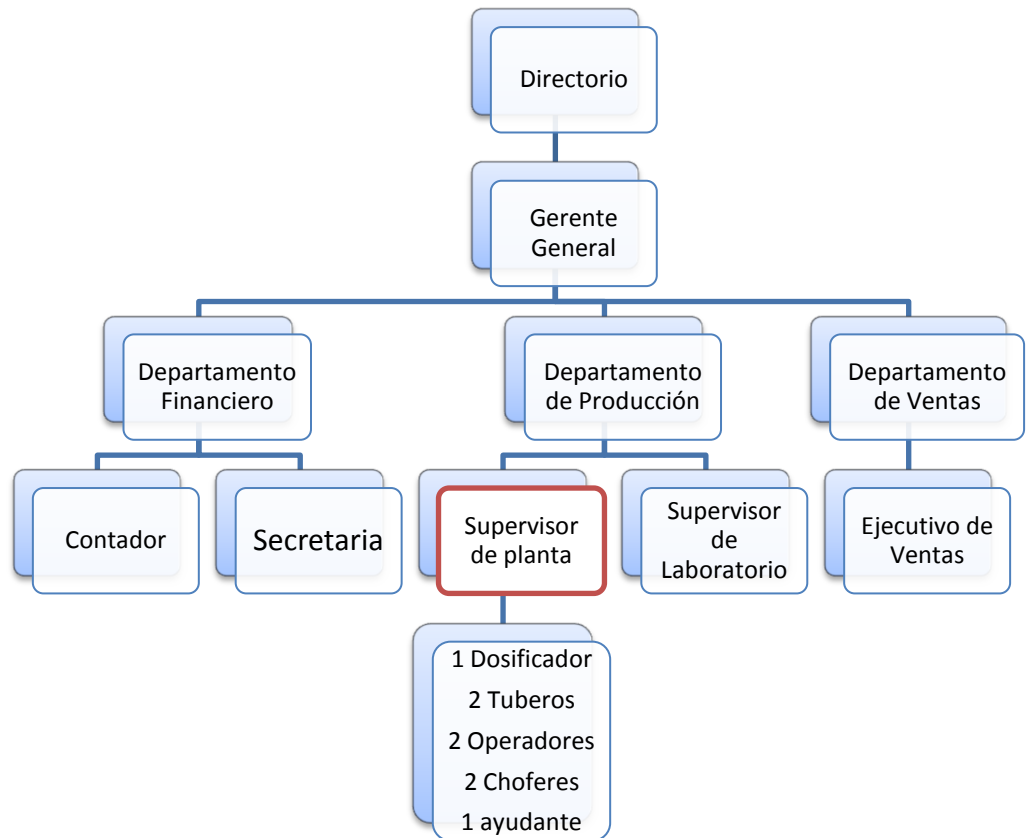 Directorio
Gerente
General
Departamento
Financiero
Departamento
de Producción
Departamento
de Ventas
Contador
Secretaria
Supervisor
de planta
Supervisor
de
Laboratorio
Ejecutivo de
Ventas
1 Dosificador
2 Tuberos
2 Operadores
2 Choferes
1 ayudante